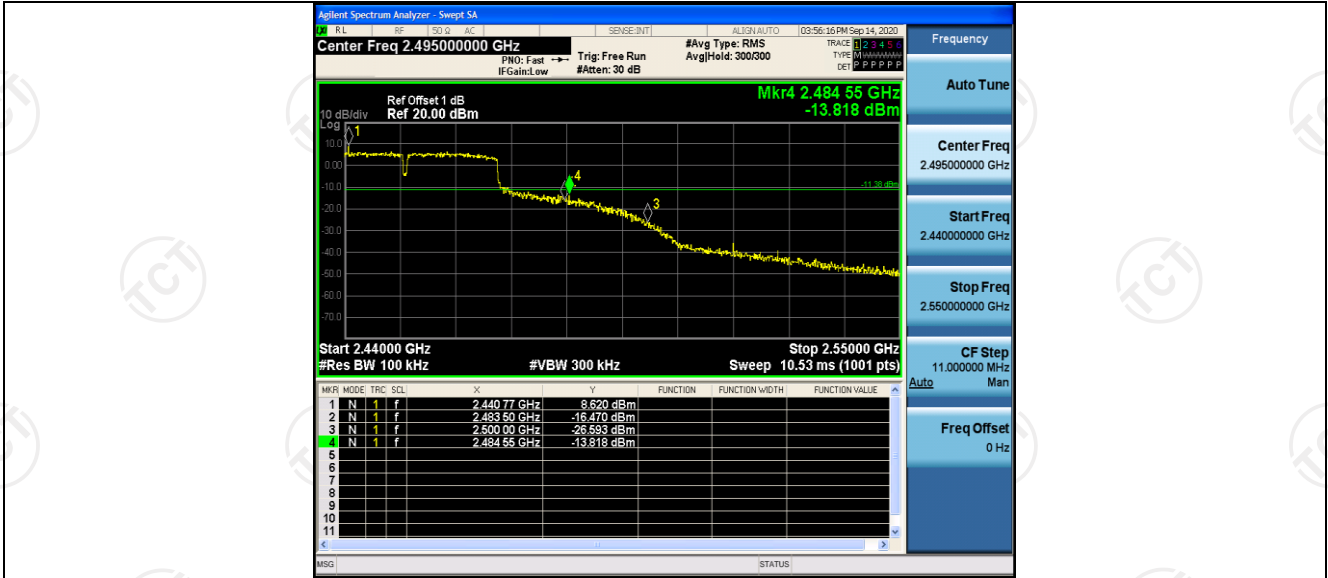 Agilent Spectrum Analyzer - Swept SA
RL RF 50 Ω AC SENSE:INT ALIGN AUTO 03:56:16 PM Sep 14, 2020
Center Freq 2.495000000 GHz
PNO: Fast
IFGain:Low
Trig: Free Run
#Atten: 30 dB
#Avg Type: RMS
Avg|Hold: 300/300
TRACE 1 2 3 4 5 6
TYPE M
DET P P P P P P
Frequency
Auto Tune
Center Freq
2.495000000 GHz
Start Freq
2.440000000 GHz
Stop Freq
2.550000000 GHz
CF Step
11.000000 MHz
Auto Man
Freq Offset
0 Hz
Mkr4 2.484 55 GHz
-13.818 dBm
Ref Offset 1 dB
10 dB/div Ref 20.00 dBm
Log
1
10.0
0.00
4
-10.0
-11.38 dBm
3
-20.0
-30.0
-40.0
-50.0
-60.0
-70.0
Start 2.44000 GHz Stop 2.55000 GHz
#Res BW 100 kHz #VBW 300 kHz Sweep 10.53 ms (1001 pts)
MKR MODE TRC SCL X Y FUNCTION FUNCTION WIDTH FUNCTION VALUE
1 N 1 f 2.440 77 GHz 8.620 dBm
2 N 1 f 2.483 50 GHz -16.470 dBm
3 N 1 f 2.500 00 GHz -26.593 dBm
4 N 1 f 2.484 55 GHz -13.818 dBm
5
6
7
8
9
10
11
MSG STATUS
TCT
TCT